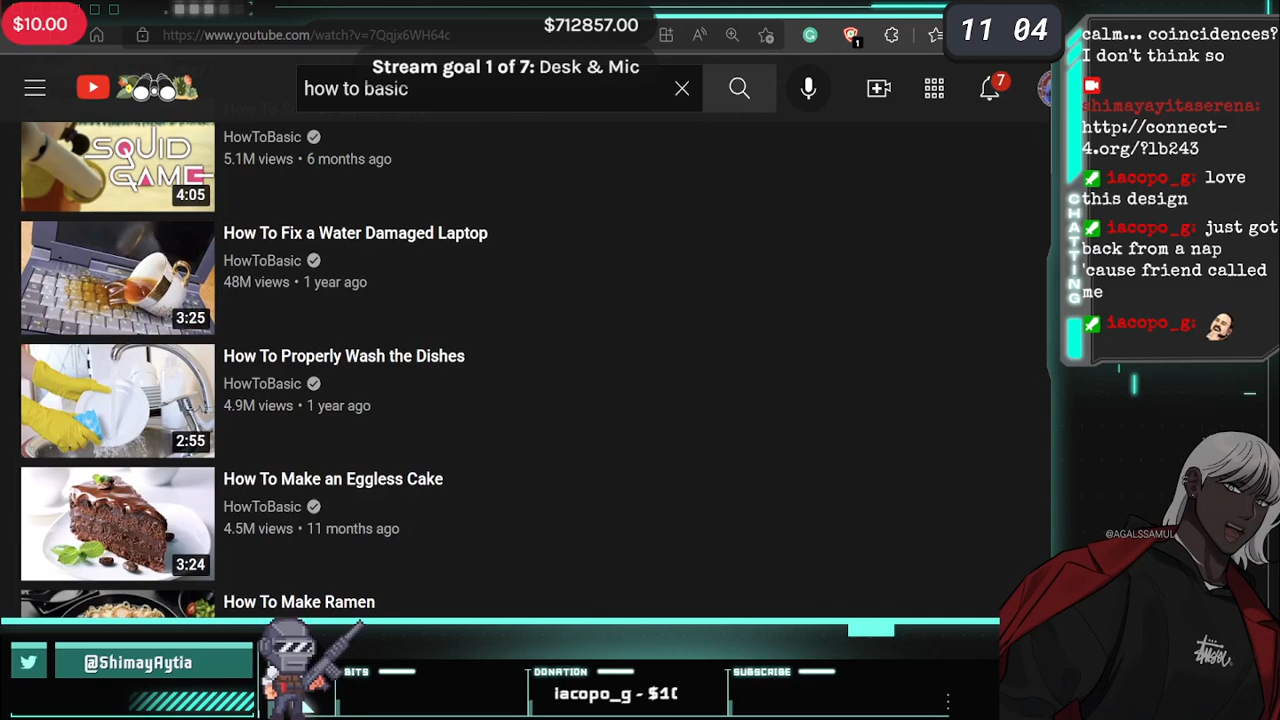 $10.00
$712857.00
11 04
https://www.youtube.com/watch?v=7Qqjx6WH64c
1
Stream goal 1 of 7: Desk & Mic
how to basic
7
HowToBasic
5.1M views • 6 months ago
SQUID
GAME
4:05
How To Fix a Water Damaged Laptop
HowToBasic
48M views • 1 year ago
3:25
How To Properly Wash the Dishes
HowToBasic
4.9M views • 1 year ago
2:55
How To Make an Eggless Cake
HowToBasic
4.5M views • 11 months ago
3:24
How To Make Ramen
CHATTING
calm... coincidences?
I don't think so
shimayayitaserena:
http://connect-
4.org/?lb243
iacopo_g: love
this design
iacopo_g: just got
back from a nap
'cause friend called
me
iacopo_g:
@AGALSSAMUL
@ShimayAytia
BITS
DONATION
iacopo_g - $10
SUBSCRIBE